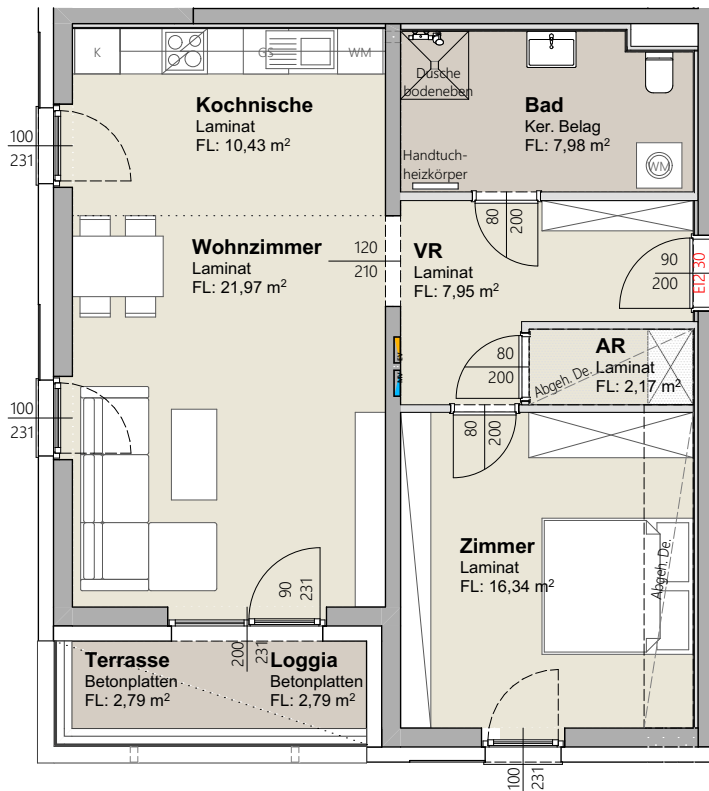 K
GS
WM
Dusche
bodeneben
Kochnische
Laminat
FL: 10,43 m²
Bad
Ker. Belag
FL: 7,98 m²
100
231
Handtuch-
heizkörper
WM
80
200
Wohnzimmer
Laminat
FL: 21,97 m²
120
210
VR
Laminat
FL: 7,95 m²
90
200
EI2 30
80
200
AR
Laminat
FL: 2,17 m²
Abgeh. De.
100
231
80
200
Zimmer
Laminat
FL: 16,34 m²
Abgeh. De.
90
231
200
231
Terrasse
Betonplatten
FL: 2,79 m²
Loggia
Betonplatten
FL: 2,79 m²
100
231